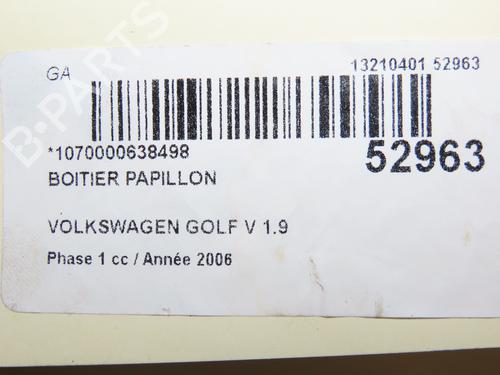 GA
13210401 52963
*1070000638498
52963
BOITIER PAPILLON
VOLKSWAGEN GOLF V 1.9
Phase 1 cc / Année 2006
B-PARTS